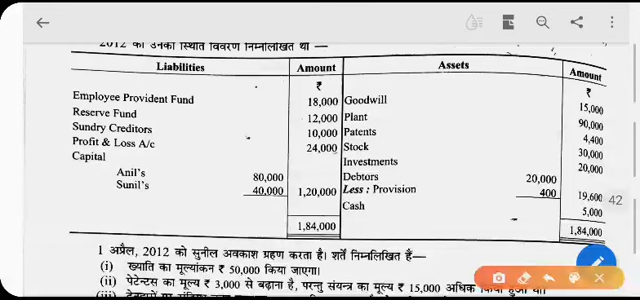 2012 को उनका स्थिति विवरण निम्नलिखित था —
Liabilities Amount Assets Amount
₹ ₹
Employee Provident Fund 18,000 Goodwill 15,000
Reserve Fund 12,000 Plant 90,000
Sundry Creditors 10,000 Patents 4,400
Profit & Loss A/c 24,000 Stock 30,000
Capital Investments 20,000
Anil's 80,000 Debtors 20,000
Sunil's 40,000 1,20,000 Less : Provision 400 19,600
Cash 5,000
1,84,000 1,84,000
42
1 अप्रैल, 2012 को सुनील अवकाश ग्रहण करता है। शर्तें निम्नलिखित हैं—
(i) ख्याति का मूल्यांकन ₹ 50,000 किया जाएगा।
(ii) पेटेण्टस का मूल्य ₹ 3,000 से बढ़ाना है, परन्तु संयन्त्र का मूल्य ₹ 15,000 अधिक किया हुआ था।
(iii)